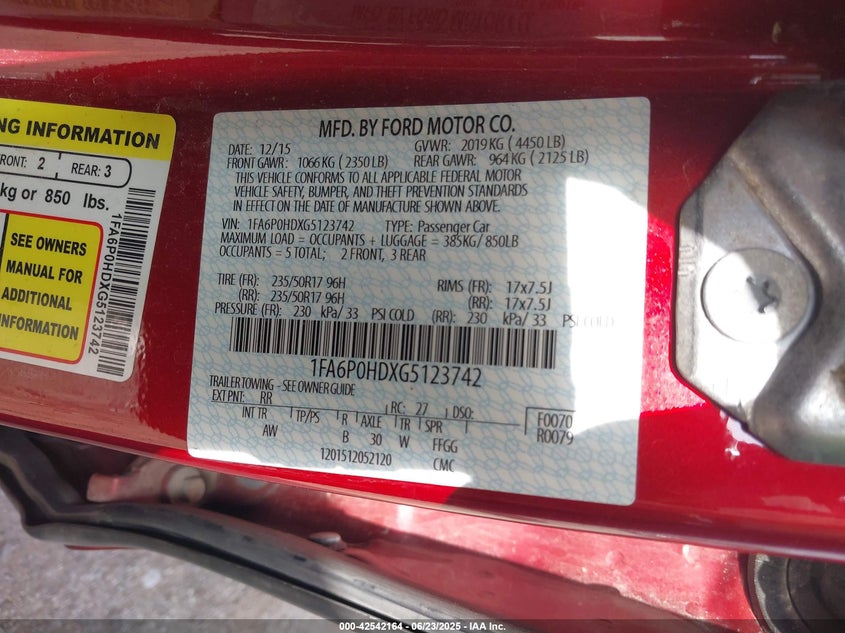 NG INFORMATION
FRONT: 2
REAR: 3
kg or 850 lbs.
SEE OWNERS
MANUAL FOR
ADDITIONAL
INFORMATION
1FA6P0HDXG5123742
MFD. BY FORD MOTOR CO.
DATE: 12/15 GVWR: 2019 KG ( 4450 LB)
FRONT GAWR: 1066 KG ( 2350 LB) REAR GAWR: 964 KG ( 2125 LB)
THIS VEHICLE CONFORMS TO ALL APPLICABLE FEDERAL MOTOR
VEHICLE SAFETY, BUMPER, AND THEFT PREVENTION STANDARDS
IN EFFECT ON THE DATE OF MANUFACTURE SHOWN ABOVE.
VIN: 1FA6P0HDXG5123742 TYPE: Passenger Car
MAXIMUM LOAD = OCCUPANTS + LUGGAGE = 385KG/ 850LB
OCCUPANTS = 5 TOTAL; 2 FRONT, 3 REAR
TIRE (FR): 235/50R17 96H RIMS (FR): 17x7.5J
(RR): 235/50R17 96H (RR): 17x7.5J
PRESSURE (FR): 230 kPa/ 33 PSI COLD (RR): 230 kPa/ 33 PSI COLD
1FA6P0HDXG5123742
TRAILER TOWING - SEE OWNER GUIDE
EXT PNT: RR RC: 27 DSO:
INT TR TP/PS R AXLE TR SPR F0070
AW B 30 W FFGG R0079
1201512052120 CMC
000-42542164 - 06/23/2025 - IAA, Inc.